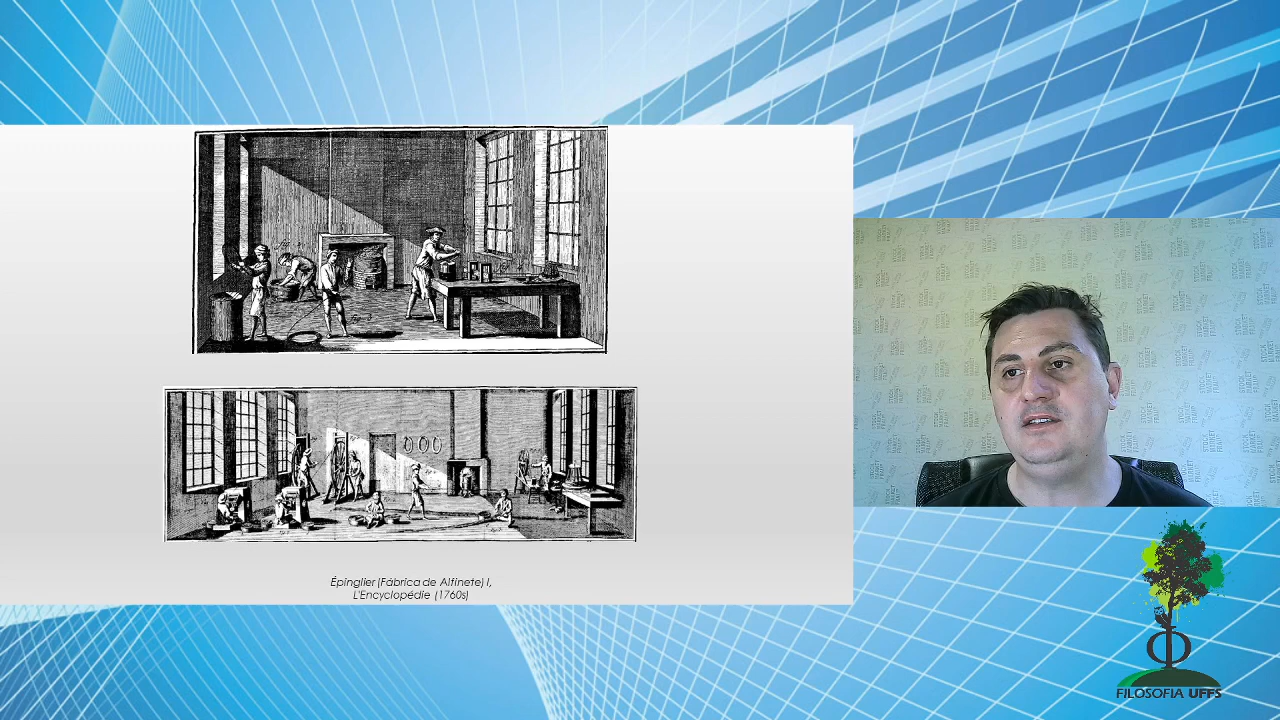 Épinglier (Fábrica de Alfinete) I,
L'Encyclopédie (1760s)
FILOSOFIA UFFS